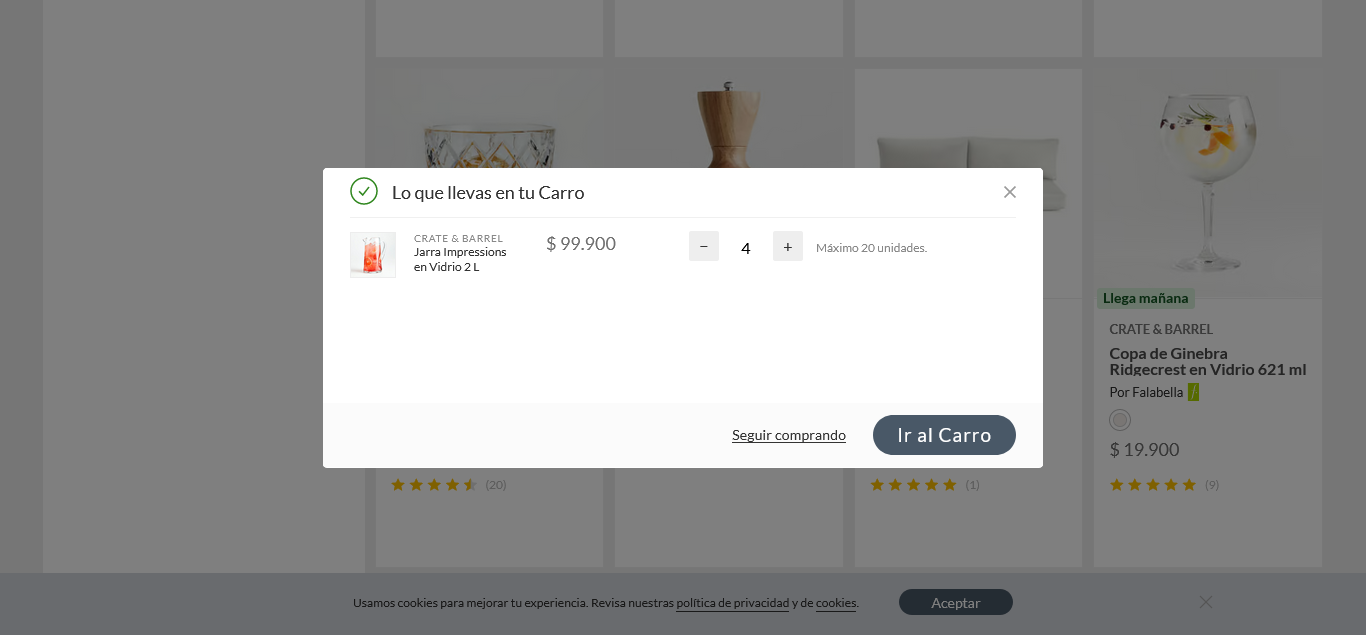 Lo que llevas en tu Carro
CRATE & BARREL
Jarra Impressions
en Vidrio 2 L
$ 99.900
−
4
+
Máximo 20 unidades.
Seguir comprando
Ir al Carro
Llega mañana
CRATE & BARREL
Copa de Ginebra
Ridgecrest en Vidrio 621 ml
Por Falabella
$ 19.900
(20)
(1)
(9)
Usamos cookies para mejorar tu experiencia. Revisa nuestras política de privacidad y de cookies.
Aceptar